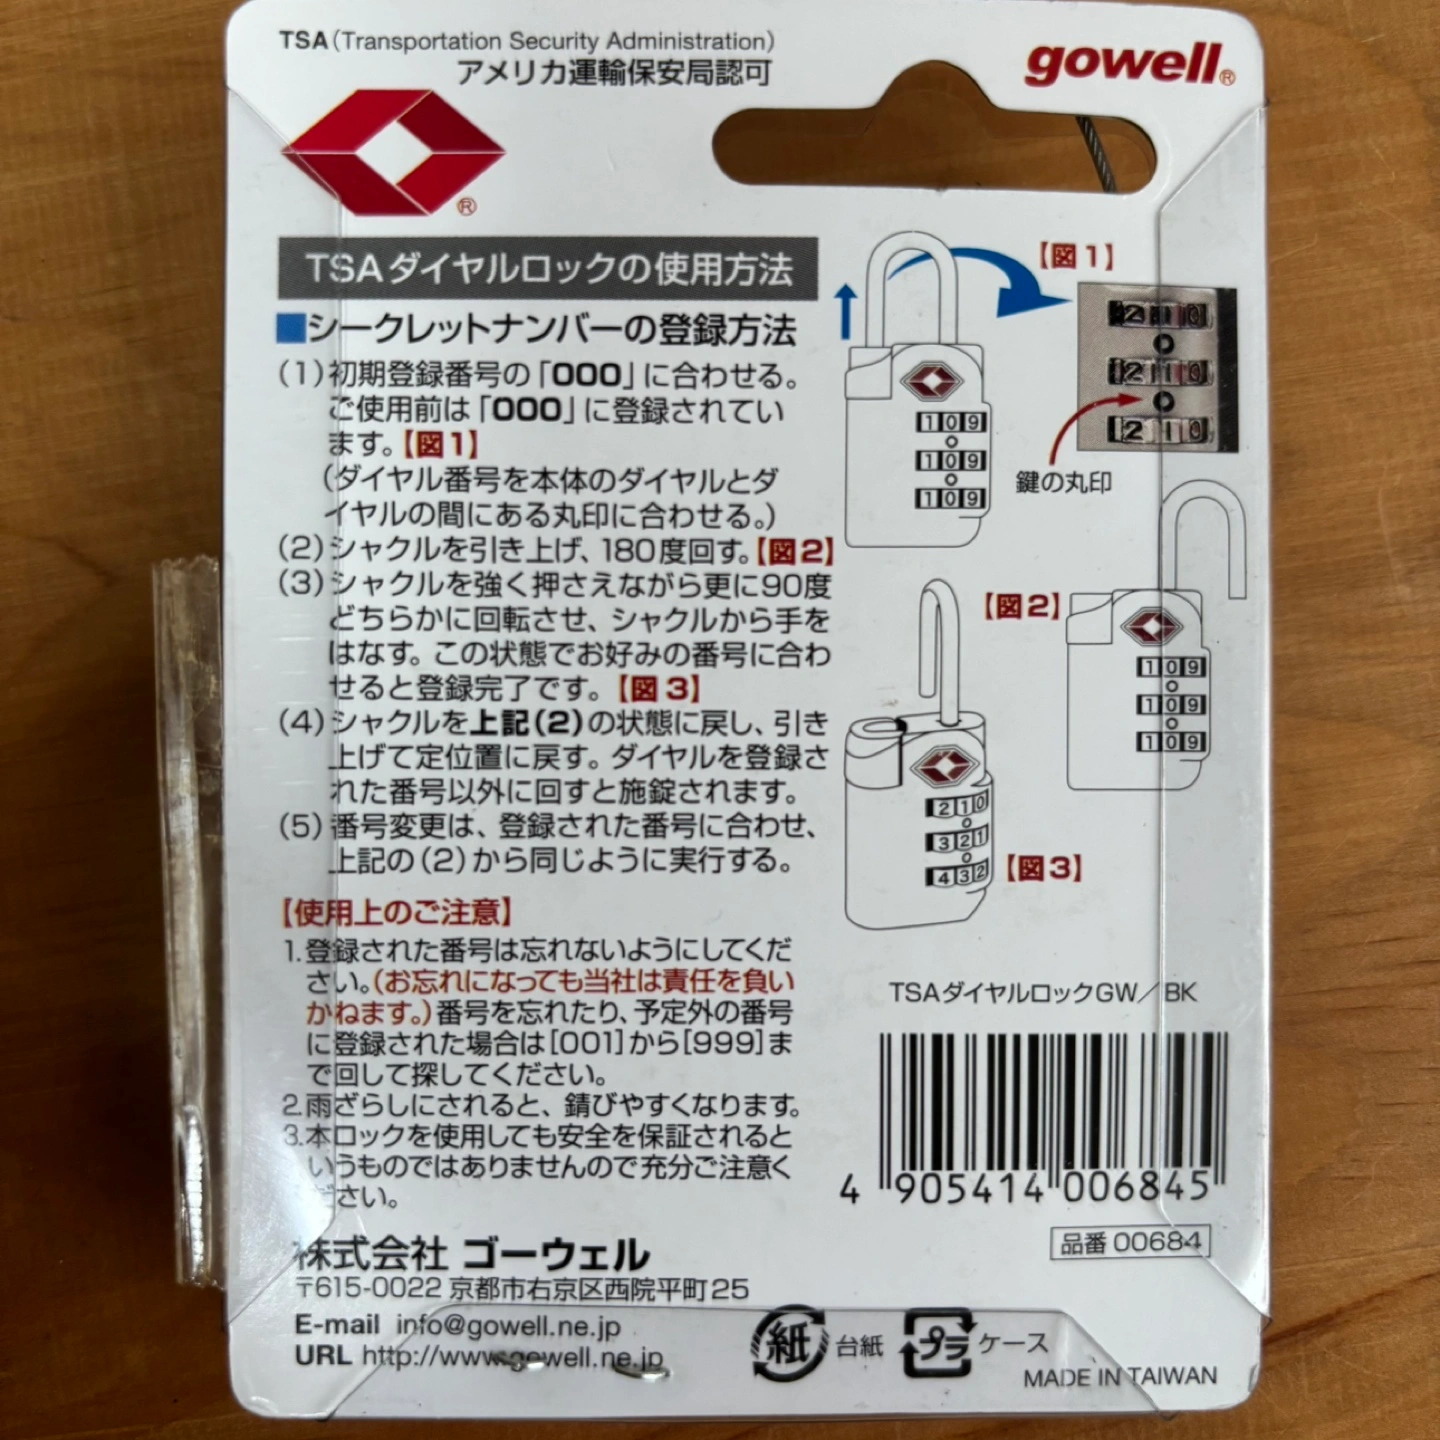 TSA(Transportation Security Administration)
アメリカ運輸保安局認可
gowell®
®
TSAダイヤルロックの使用方法
■シークレットナンバーの登録方法
(1)初期登録番号の「000」に合わせる。
ご使用前は「000」に登録されてい
ます。【図1】
(ダイヤル番号を本体のダイヤルとダ
イヤルの間にある丸印に合わせる。)
(2)シャクルを引き上げ、180度回す。【図2】
(3)シャクルを強く押さえながら更に90度
どちらかに回転させ、シャクルから手を
はなす。この状態でお好みの番号に合わ
せると登録完了です。【図3】
(4)シャクルを上記(2)の状態に戻し、引き
上げて定位置に戻す。ダイヤルを登録さ
れた番号以外に回すと施錠されます。
(5)番号変更は、登録された番号に合わせ、
上記の(2)から同じように実行する。
【使用上のご注意】
1.登録された番号は忘れないようにしてくだ
さい。(お忘れになっても当社は責任を負い
かねます。)番号を忘れたり、予定外の番号
に登録された場合は[001]から[999]ま
で回して探してください。
2.雨ざらしにされると、錆びやすくなります。
3.本ロックを使用しても安全を保証されると
いうものではありませんので充分ご注意く
ださい。
【図1】
210
210
210
109
109
109
鍵の丸印
【図2】
109
109
109
210
321
432
【図3】
TSAダイヤルロックGW／BK
4 905414 006845
品番 00684
株式会社 ゴーウェル
〒615-0022 京都市右京区西院平町25
E-mail info@gowell.ne.jp
URL http://www.gowell.ne.jp
紙 台紙 プラ ケース
MADE IN TAIWAN